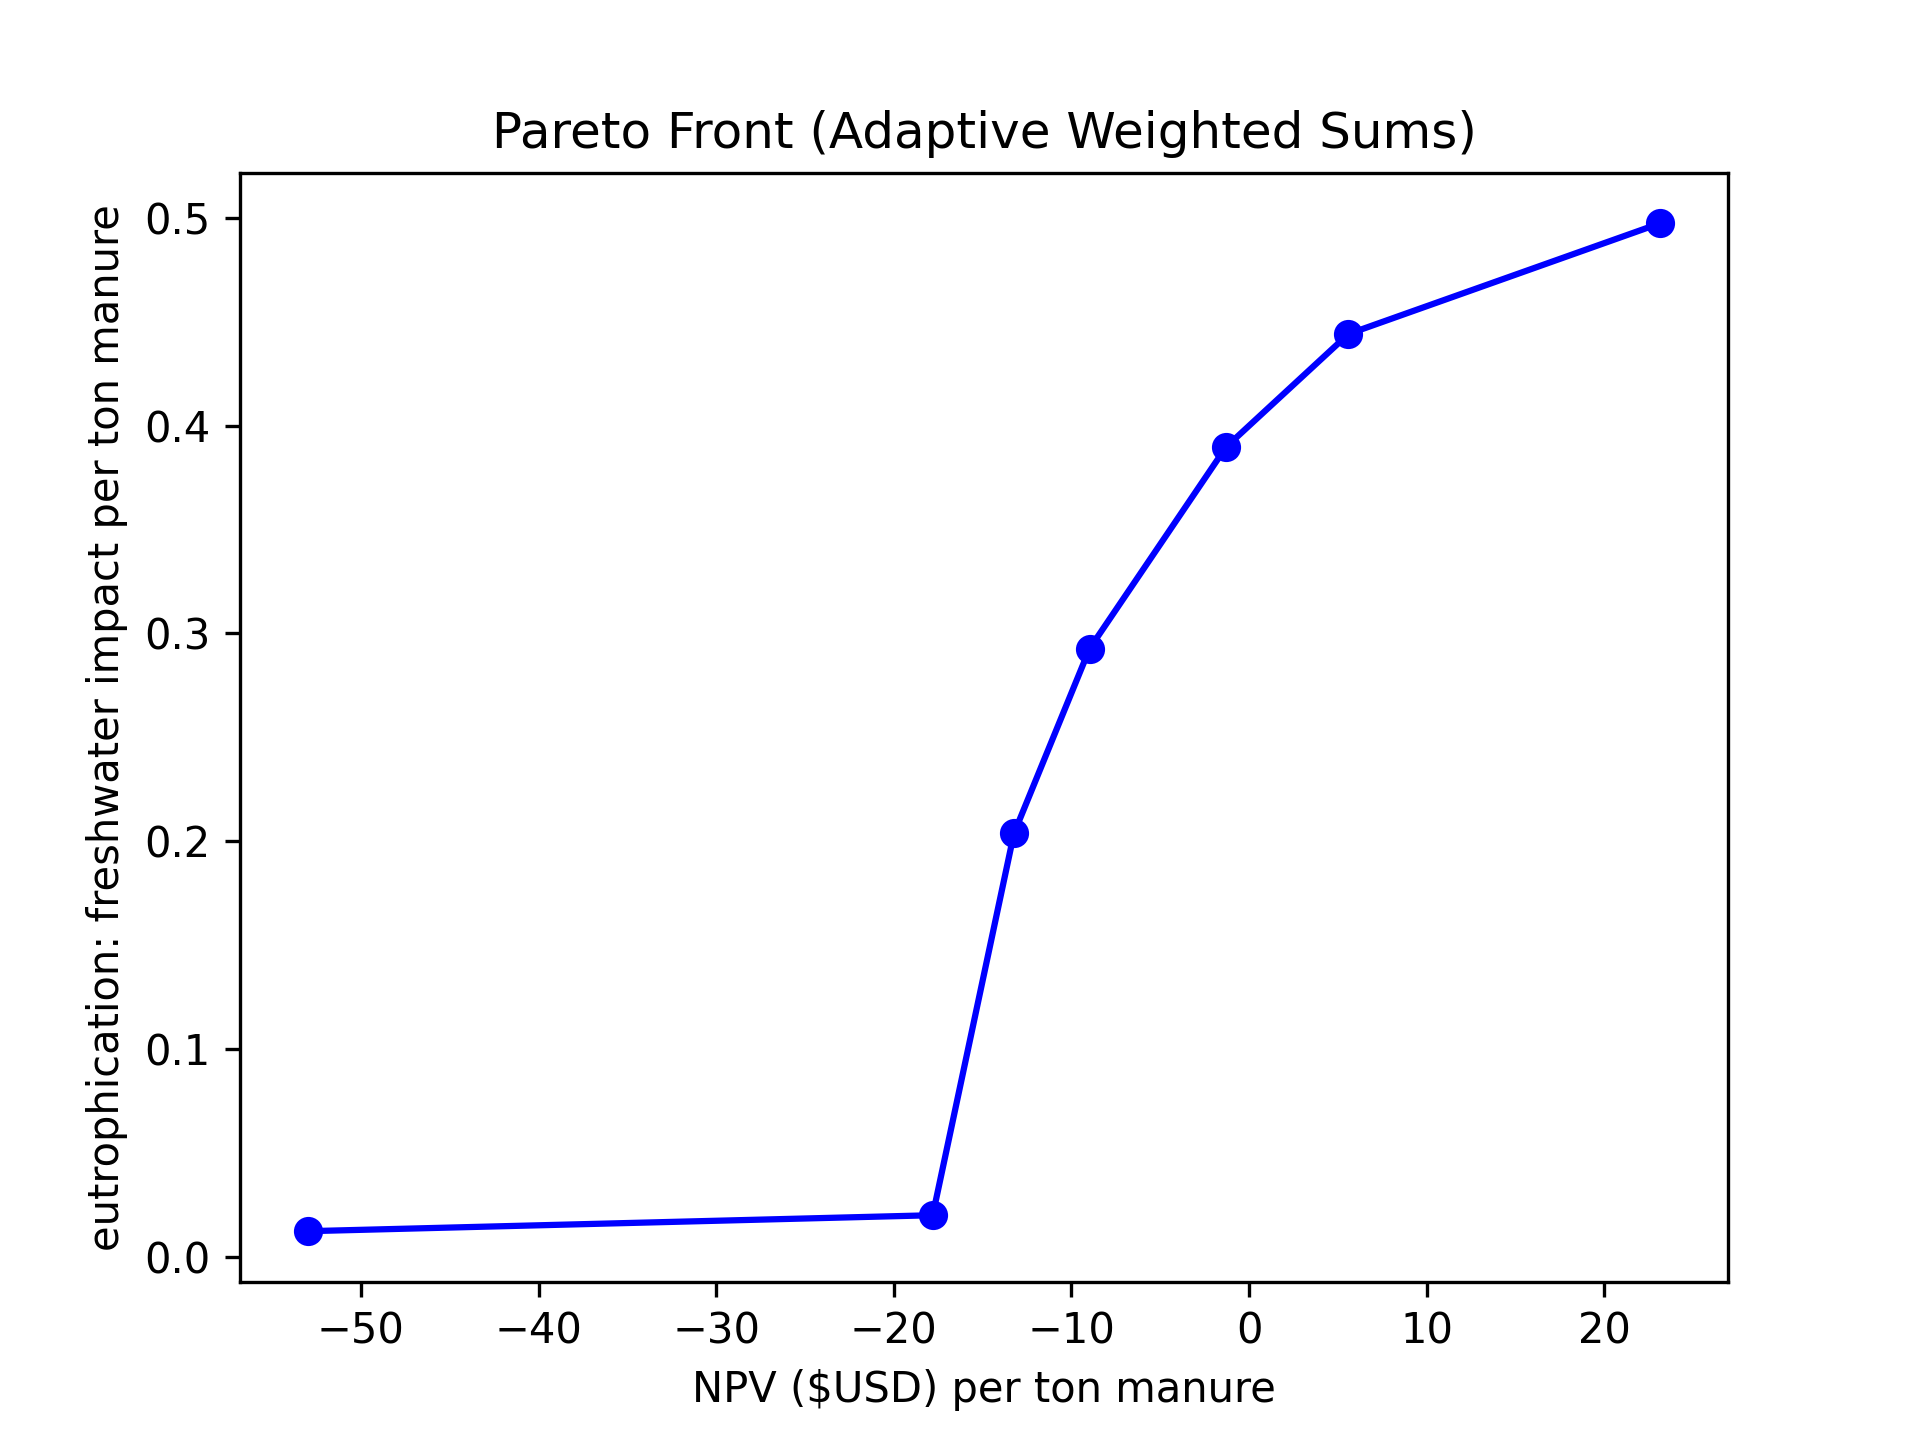 Pareto Front (Adaptive Weighted Sums)
eutrophication: freshwater impact per ton manure
0.5
0.4
0.3
0.2
0.1
0.0
−50 −40 −30 −20 −10 0 10 20
NPV ($USD) per ton manure